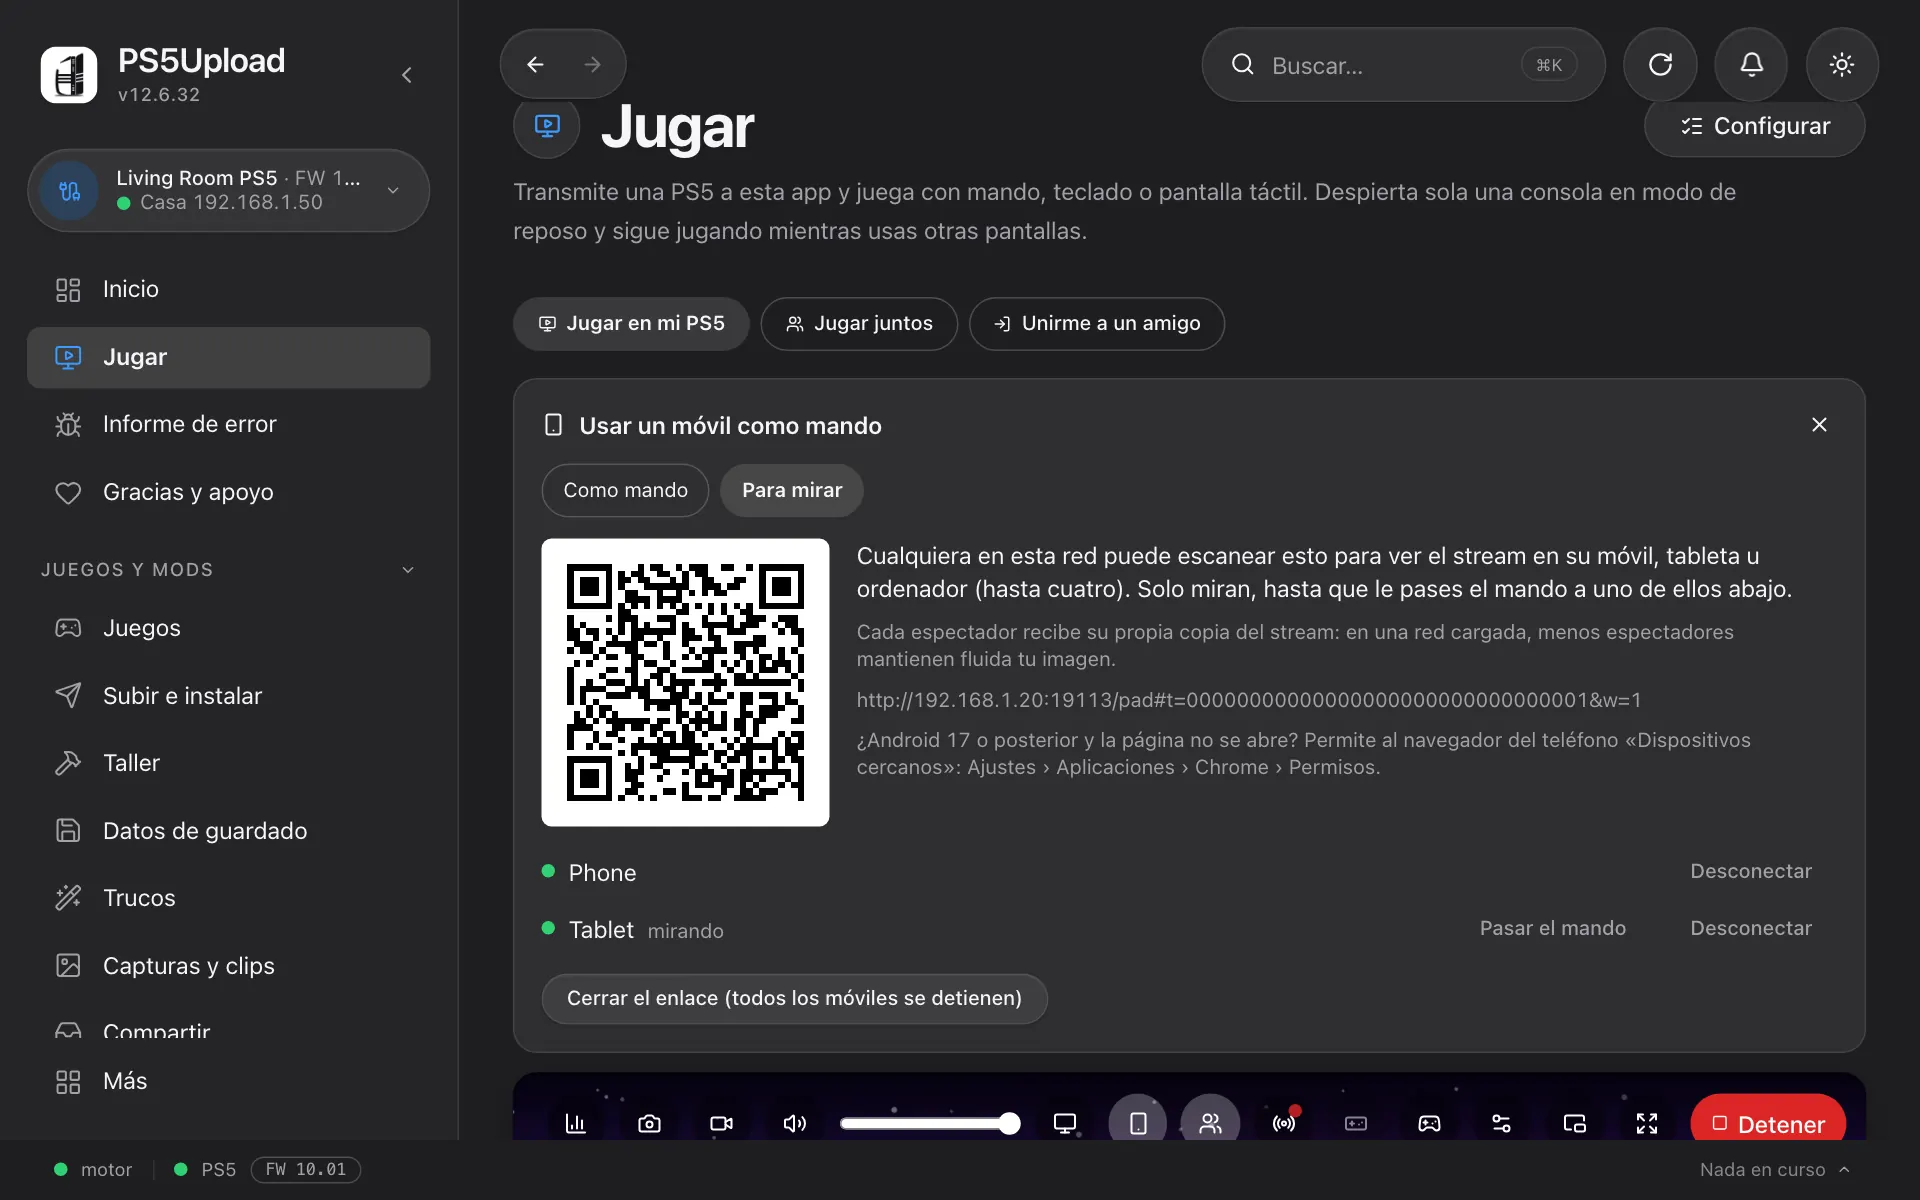 PS5Upload
v12.6.32
Living Room PS5 · FW 1...
Casa 192.168.1.50
Inicio
Jugar
Informe de error
Gracias y apoyo
JUEGOS Y MODS
Juegos
Subir e instalar
Taller
Datos de guardado
Trucos
Capturas y clips
Compartir
Más
Buscar...
⌘K
Jugar
Configurar
Transmite una PS5 a esta app y juega con mando, teclado o pantalla táctil. Despierta sola una consola en modo de
reposo y sigue jugando mientras usas otras pantallas.
Jugar en mi PS5
Jugar juntos
Unirme a un amigo
Usar un móvil como mando
Como mando
Para mirar
Cualquiera en esta red puede escanear esto para ver el stream en su móvil, tableta u
ordenador (hasta cuatro). Solo miran, hasta que le pases el mando a uno de ellos abajo.
Cada espectador recibe su propia copia del stream: en una red cargada, menos espectadores
mantienen fluida tu imagen.
http://192.168.1.20:19113/pad#t=00000000000000000000000000000001&w=1
¿Android 17 o posterior y la página no se abre? Permite al navegador del teléfono «Dispositivos
cercanos»: Ajustes › Aplicaciones › Chrome › Permisos.
Phone
Desconectar
Tablet mirando
Pasar el mando
Desconectar
Cerrar el enlace (todos los móviles se detienen)
Detener
motor
PS5
FW 10.01
Nada en curso